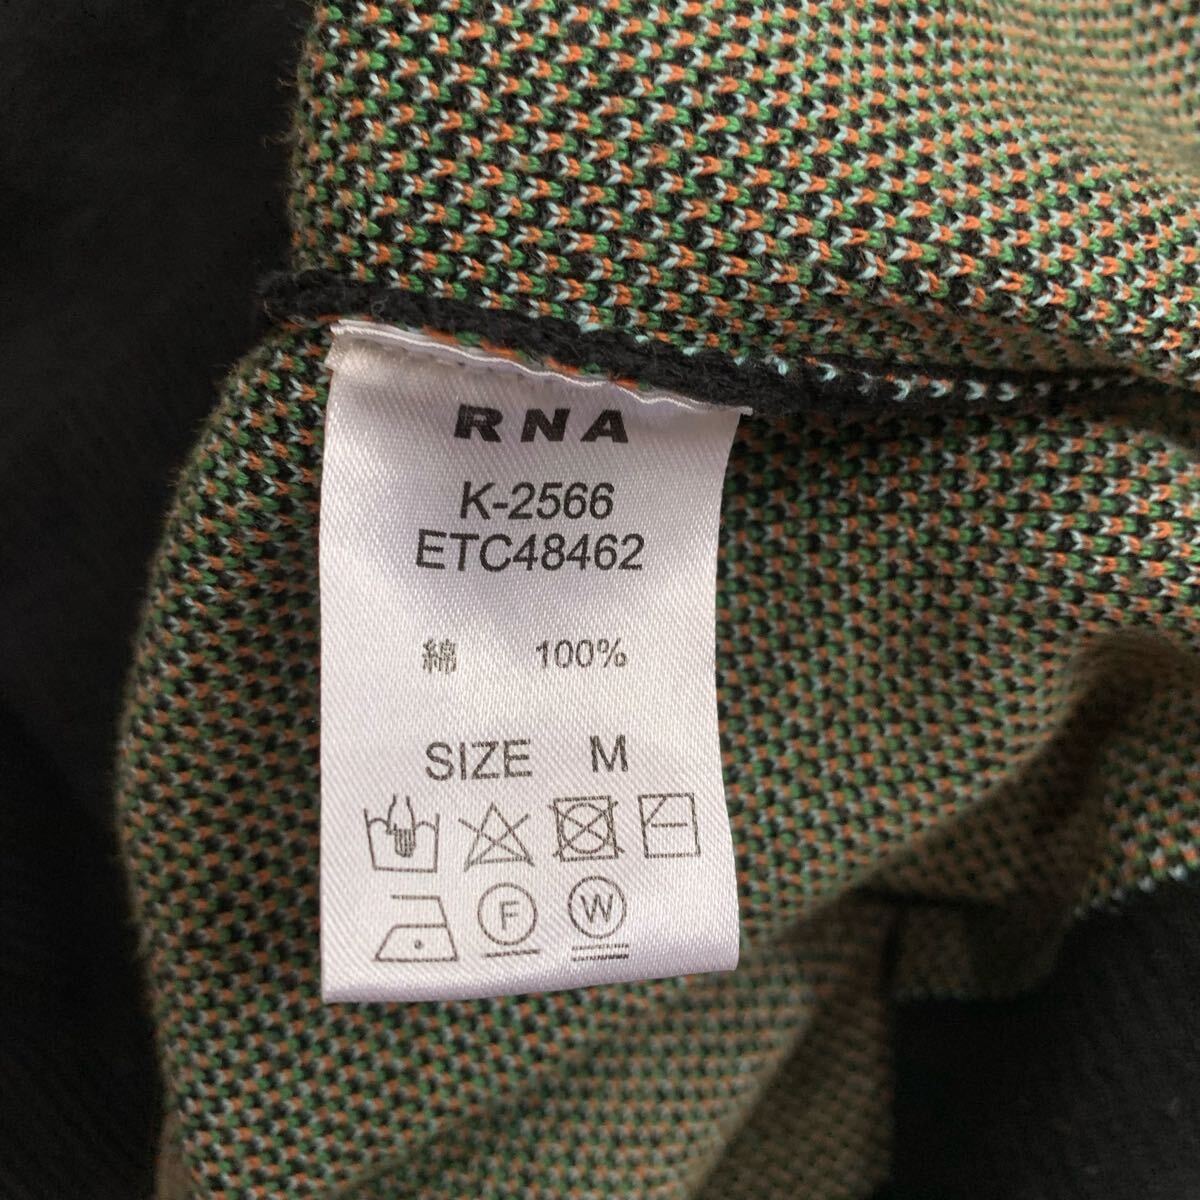 RNA
K-2566
ETC48462
綿 100%
SIZE M
F W